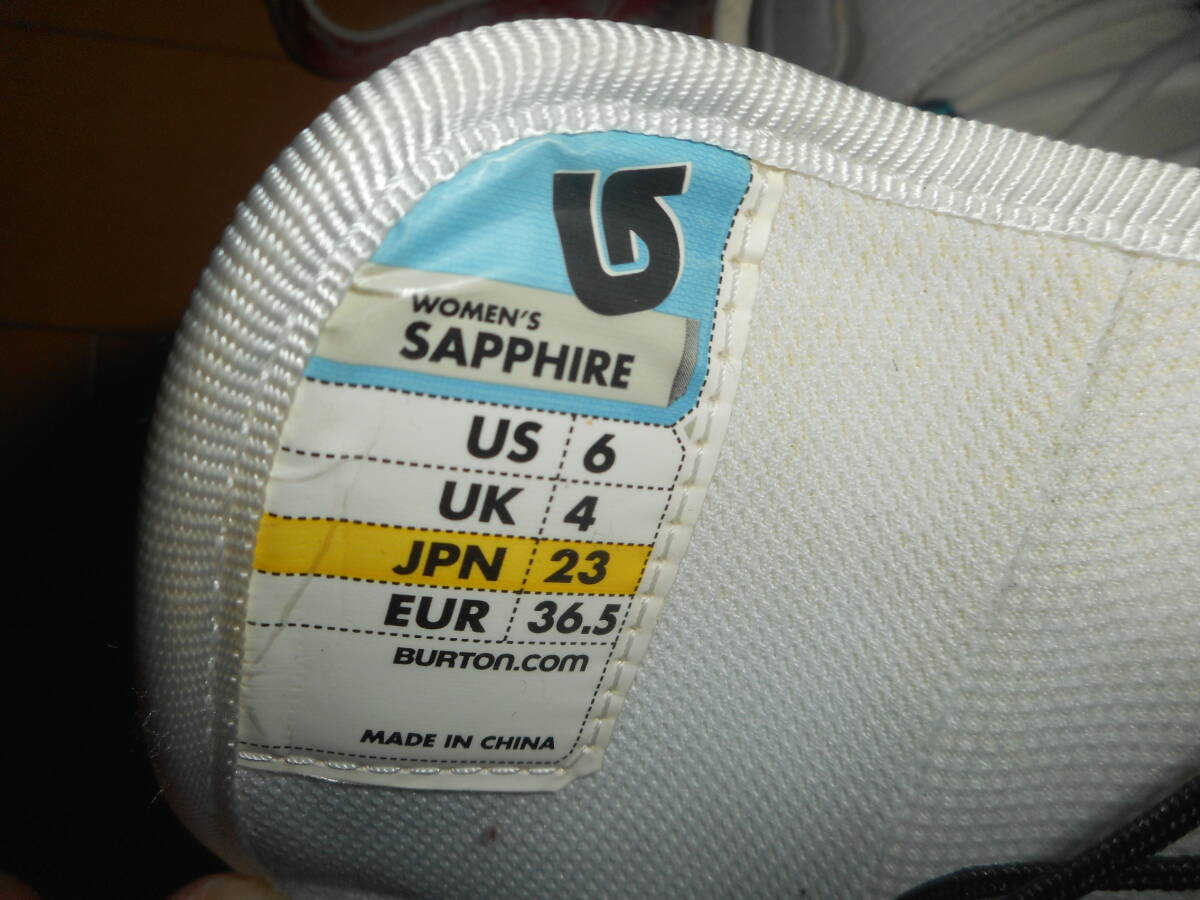 WOMEN'S
SAPPHIRE
US 6
UK 4
JPN 23
EUR 36.5
BURTON.COM
MADE IN CHINA